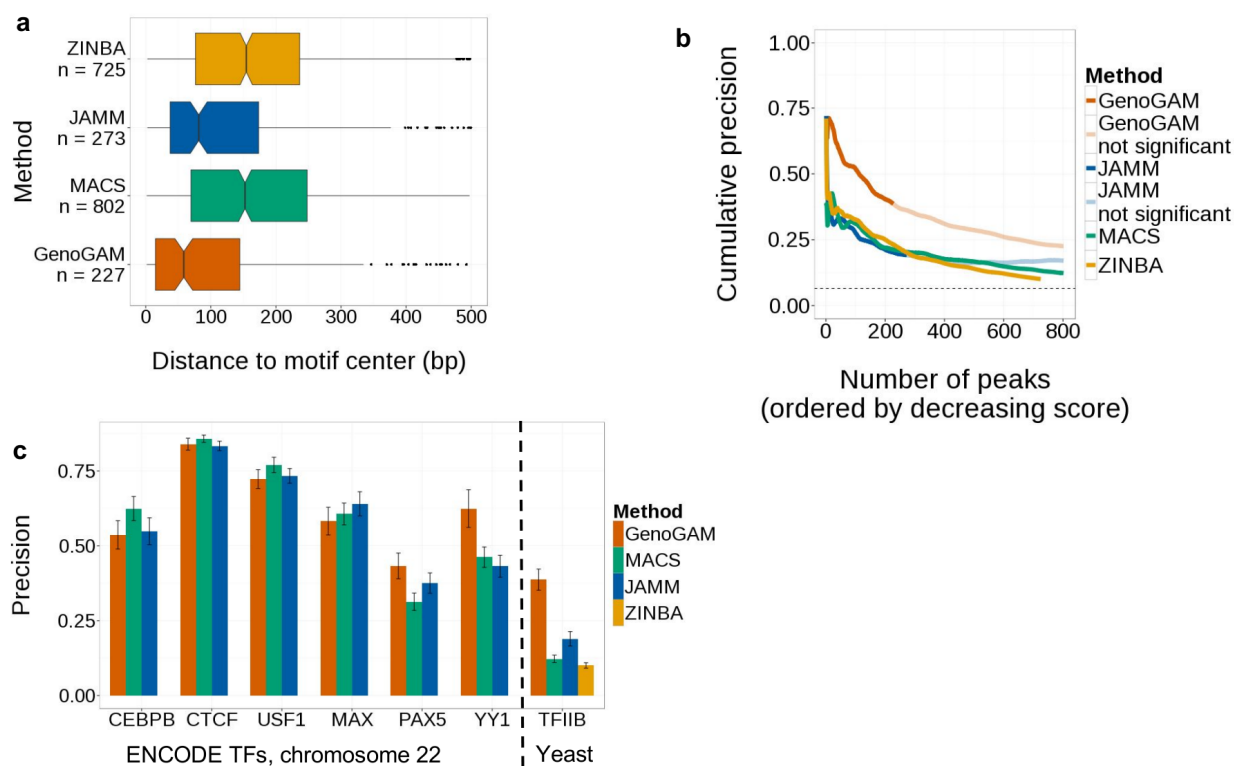 a
ZINBA
n = 725
JAMM
n = 273
MACS
n = 802
GenoGAM
n = 227
Method
0 100 200 300 400 500
Distance to motif center (bp)
b
1.00
0.75
0.50
0.25
0.00
Cumulative precision
0 200 400 600 800
Number of peaks
(ordered by decreasing score)
Method
GenoGAM
GenoGAM
not significant
JAMM
JAMM
not significant
MACS
ZINBA
c
0.75
0.50
0.25
0.00
Precision
CEBPB CTCF USF1 MAX PAX5 YY1 TFIIB
ENCODE TFs, chromosome 22 Yeast
Method
GenoGAM
MACS
JAMM
ZINBA